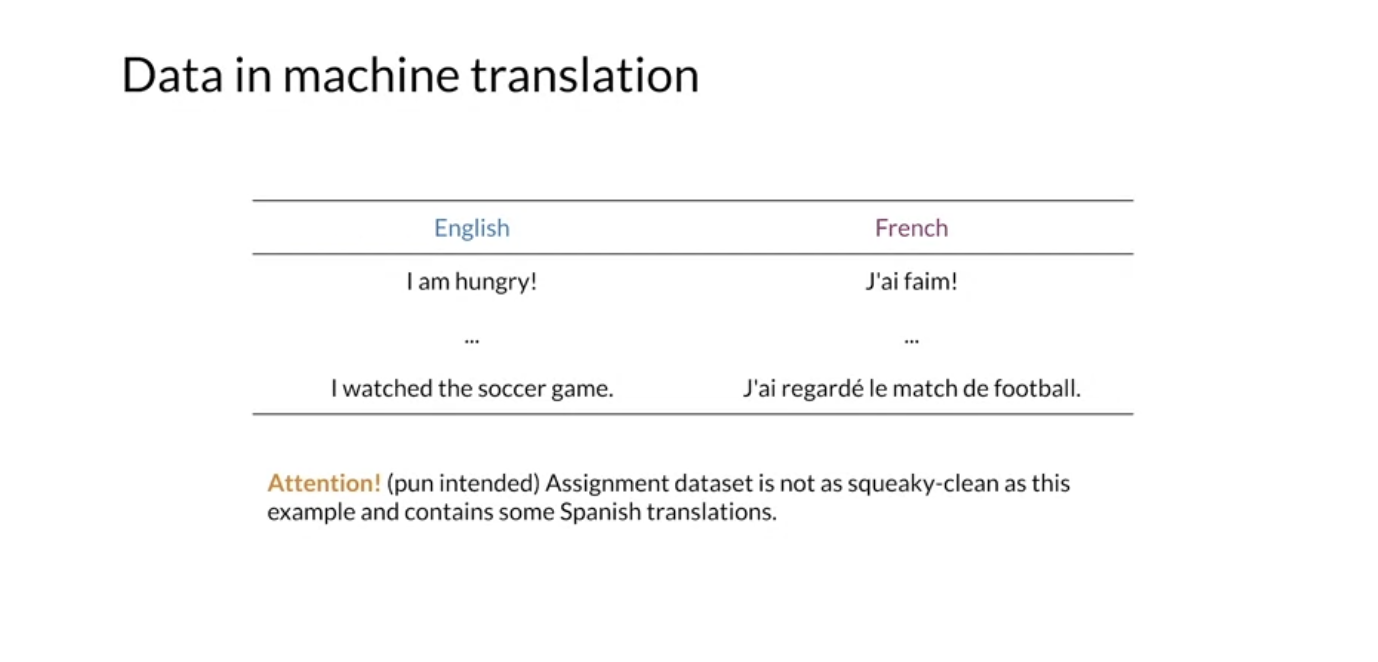 Data in machine translation
English French
I am hungry! J'ai faim!
... ...
I watched the soccer game. J'ai regardé le match de football.
Attention! (pun intended) Assignment dataset is not as squeaky-clean as this
example and contains some Spanish translations.